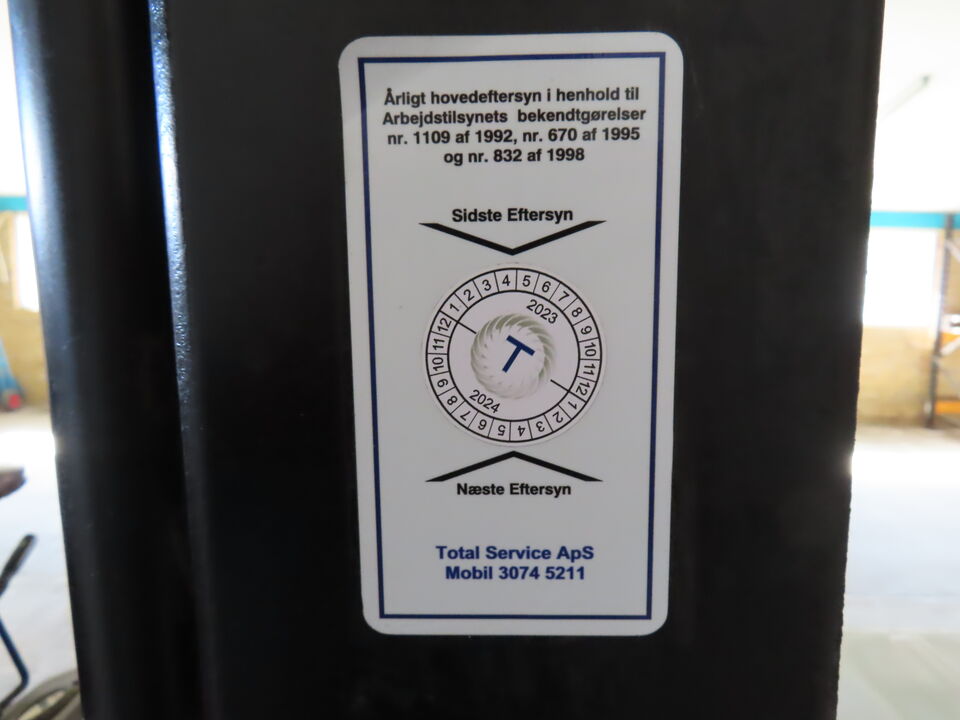 Årligt hovedeftersyn i henhold til
Arbejdstilsynets bekendtgørelser
nr. 1109 af 1992, nr. 670 af 1995
og nr. 832 af 1998
Sidste Eftersyn
1 2 3 4 5 6 7 8 9 10 11 12
2023
T
2024
1 2 3 4 5 6 7 8 9 10 11 12
Næste Eftersyn
Total Service ApS
Mobil 3074 5211